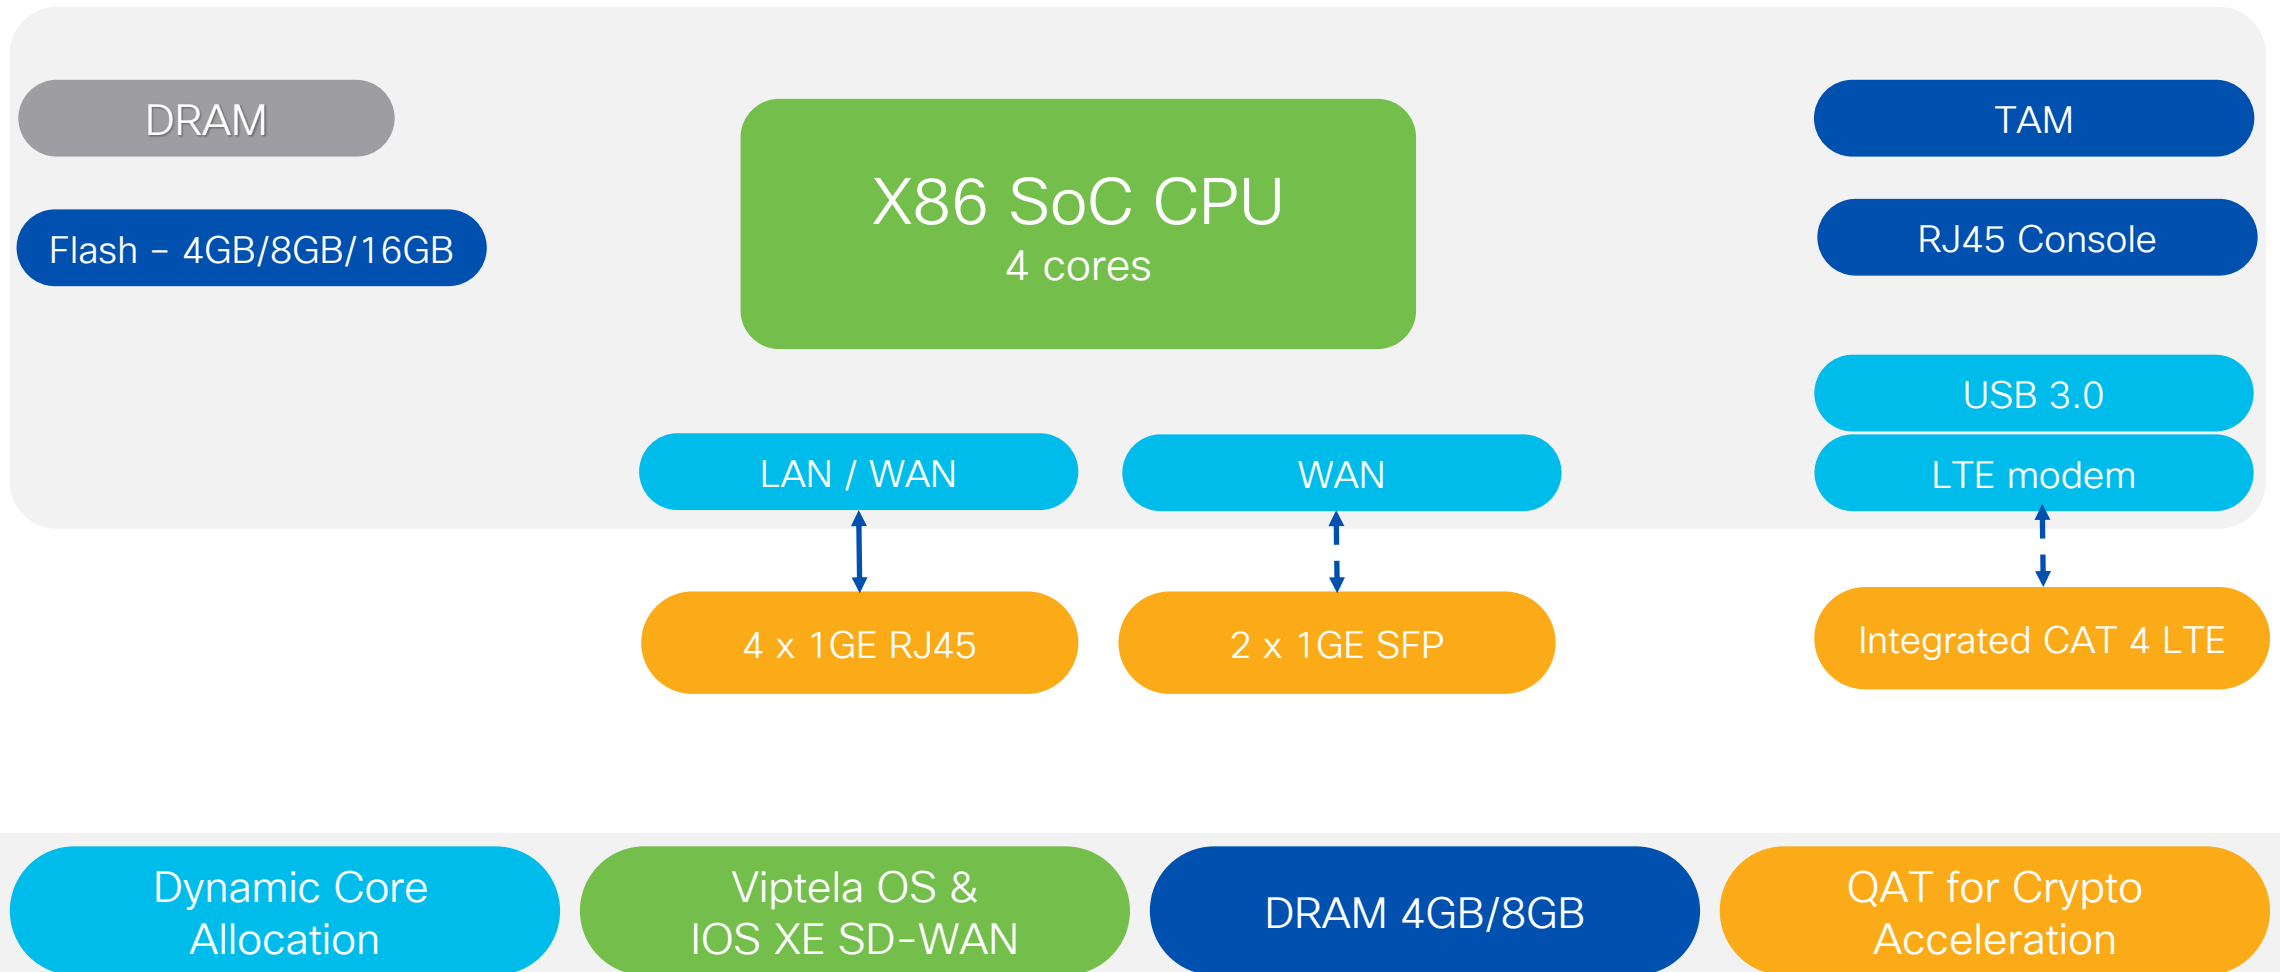 DRAM
Flash – 4GB/8GB/16GB
X86 SoC CPU
4 cores
TAM
RJ45 Console
USB 3.0
LTE modem
LAN / WAN
WAN
4 x 1GE RJ45
2 x 1GE SFP
Integrated CAT 4 LTE
Dynamic Core
Allocation
Viptela OS &
IOS XE SD-WAN
DRAM 4GB/8GB
QAT for Crypto
Acceleration